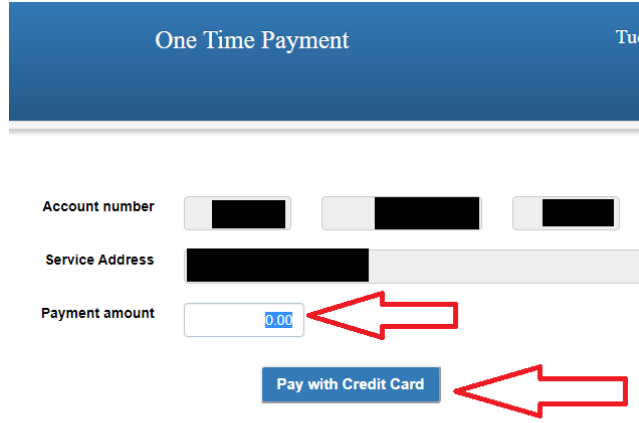 One Time Payment
Account number
Service Address
Payment amount 0.00
Pay with Credit Card